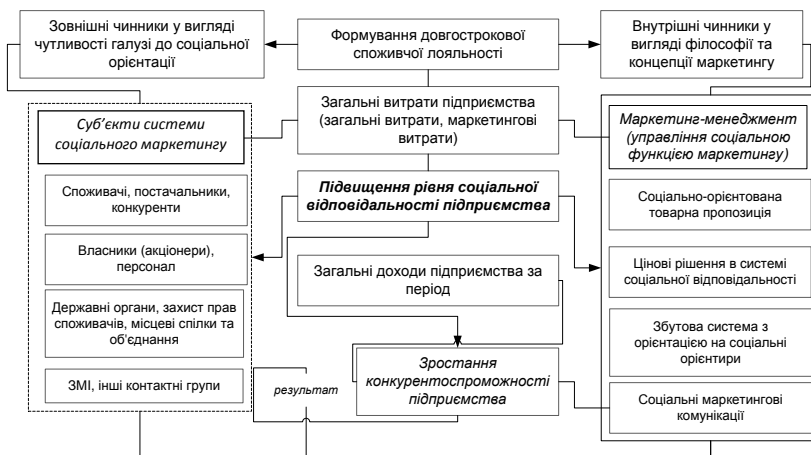 Зовнішні чинники у вигляді
чутливості галузі до соціальної
орієнтації
Формування довгострокової
споживчої лояльності
Внутрішні чинники у
вигляді філософії та
концепції маркетингу
Суб’єкти системи
соціального маркетингу
Загальні витрати підприємства
(загальні витрати, маркетингові
витрати)
Маркетинг-менеджмент
(управління соціальною
функцією маркетингу)
Споживачі, постачальники,
конкуренти
Підвищення рівня соціальної
відповідальності підприємства
Соціально-орієнтована
товарна пропозиція
Власники (акціонери),
персонал
Загальні доходи підприємства за
період
Цінові рішення в системі
соціальної відповідальності
Державні органи, захист прав
споживачів, місцеві спілки та
об’єднання
Збутова система з
орієнтацією на соціальні
орієнтири
ЗМІ, інші контактні групи
результат
Зростання
конкурентоспроможності
підприємства
Соціальні маркетингові
комунікації